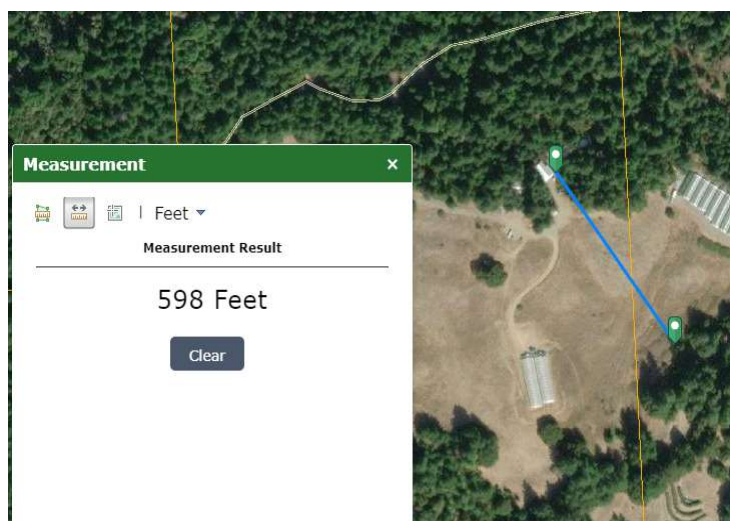 Measurement ×
Feet
Measurement Result
598 Feet
Clear